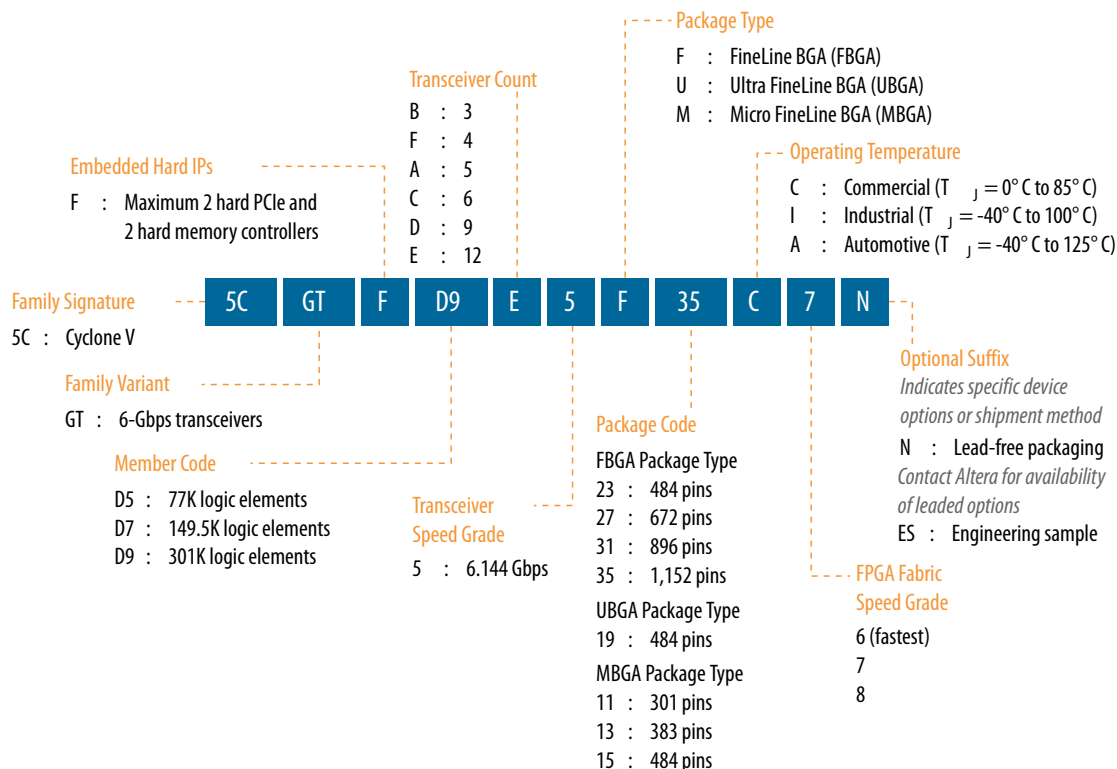 Package Type
F : FineLine BGA (FBGA)
U : Ultra FineLine BGA (UBGA)
M : Micro FineLine BGA (MBGA)
Transceiver Count
B : 3
F : 4
A : 5
C : 6
D : 9
E : 12
Operating Temperature
C : Commercial (T J = 0° C to 85° C)
I : Industrial (T J = -40° C to 100° C)
A : Automotive (T J = -40° C to 125° C)
Embedded Hard IPs
F : Maximum 2 hard PCIe and
2 hard memory controllers
5C GT F D9 E 5 F 35 C 7 N
Family Signature
5C : Cyclone V
Family Variant
GT : 6-Gbps transceivers
Member Code
D5 : 77K logic elements
D7 : 149.5K logic elements
D9 : 301K logic elements
Transceiver
Speed Grade
5 : 6.144 Gbps
Package Code
FBGA Package Type
23 : 484 pins
27 : 672 pins
31 : 896 pins
35 : 1,152 pins
UBGA Package Type
19 : 484 pins
MBGA Package Type
11 : 301 pins
13 : 383 pins
15 : 484 pins
Optional Suffix
Indicates specific device
options or shipment method
N : Lead-free packaging
Contact Altera for availability
of leaded options
ES : Engineering sample
FPGA Fabric
Speed Grade
6 (fastest)
7
8